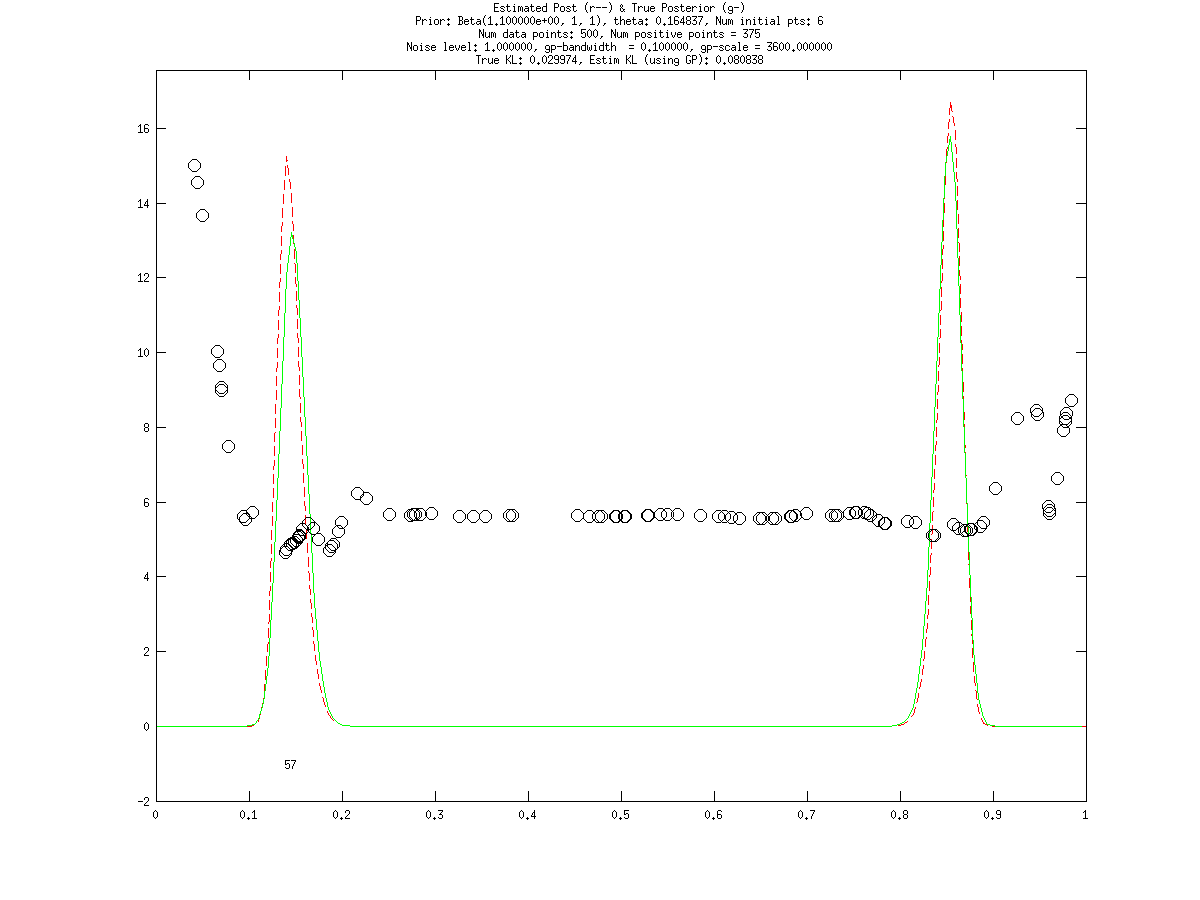 Estimated Post (r--) & True Posterior (g-)
Prior: Beta(1.100000e+00, 1, 1), theta: 0.164837, Num initial pts: 6
Num data points: 500, Num positive points = 375
Noise level: 1.000000, gp-bandwidth  = 0.100000, gp-scale = 3600.000000
True KL: 0.029974, Estim KL (using GP): 0.080838
16
14
12
10
8
6
4
2
0
57
-2
0 0.1 0.2 0.3 0.4 0.5 0.6 0.7 0.8 0.9 1